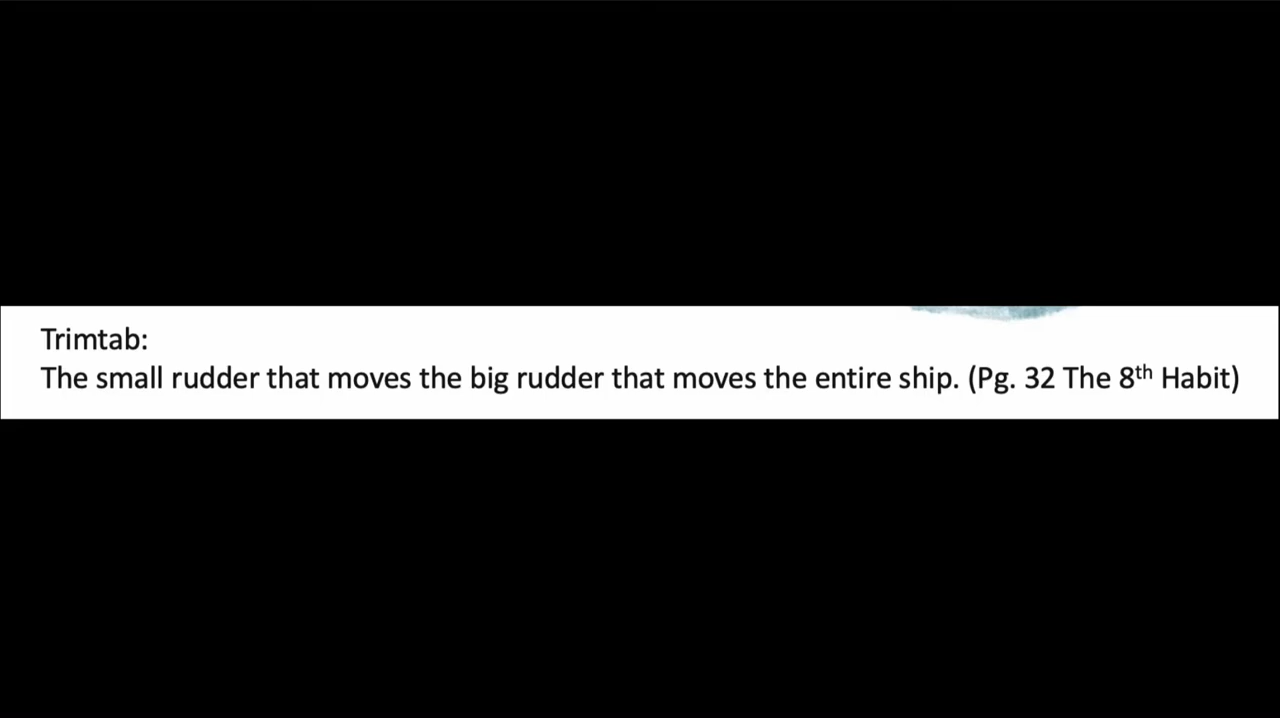 Trimtab:
The small rudder that moves the big rudder that moves the entire ship. (Pg. 32 The 8th Habit)